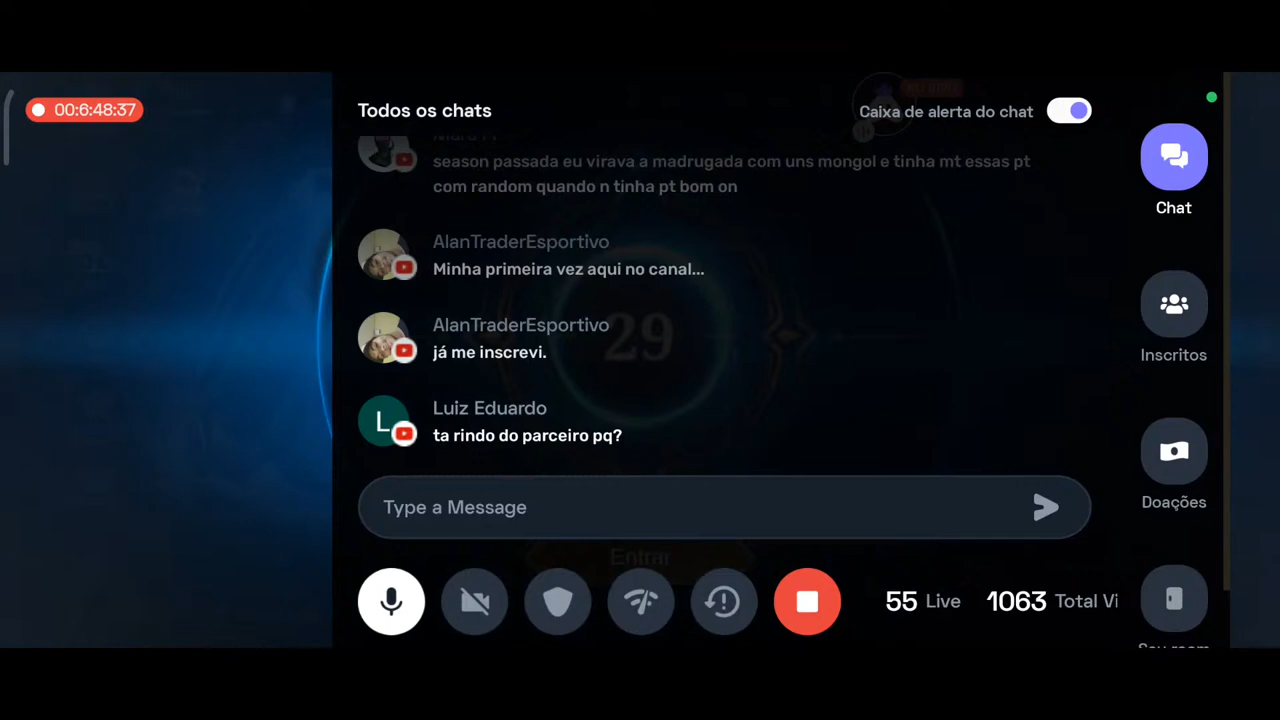 00:6:48:37
Todos os chats
Caixa de alerta do chat
season passada eu virava a madrugada com uns mongol e tinha mt essas pt
com random quando n tinha pt bom on
AlanTraderEsportivo
Minha primeira vez aqui no canal...
AlanTraderEsportivo
já me inscrevi.
L
Luiz Eduardo
ta rindo do parceiro pq?
29
Type a Message
Entrar
55 Live
1063 Total Vi
Chat
Inscritos
Doações